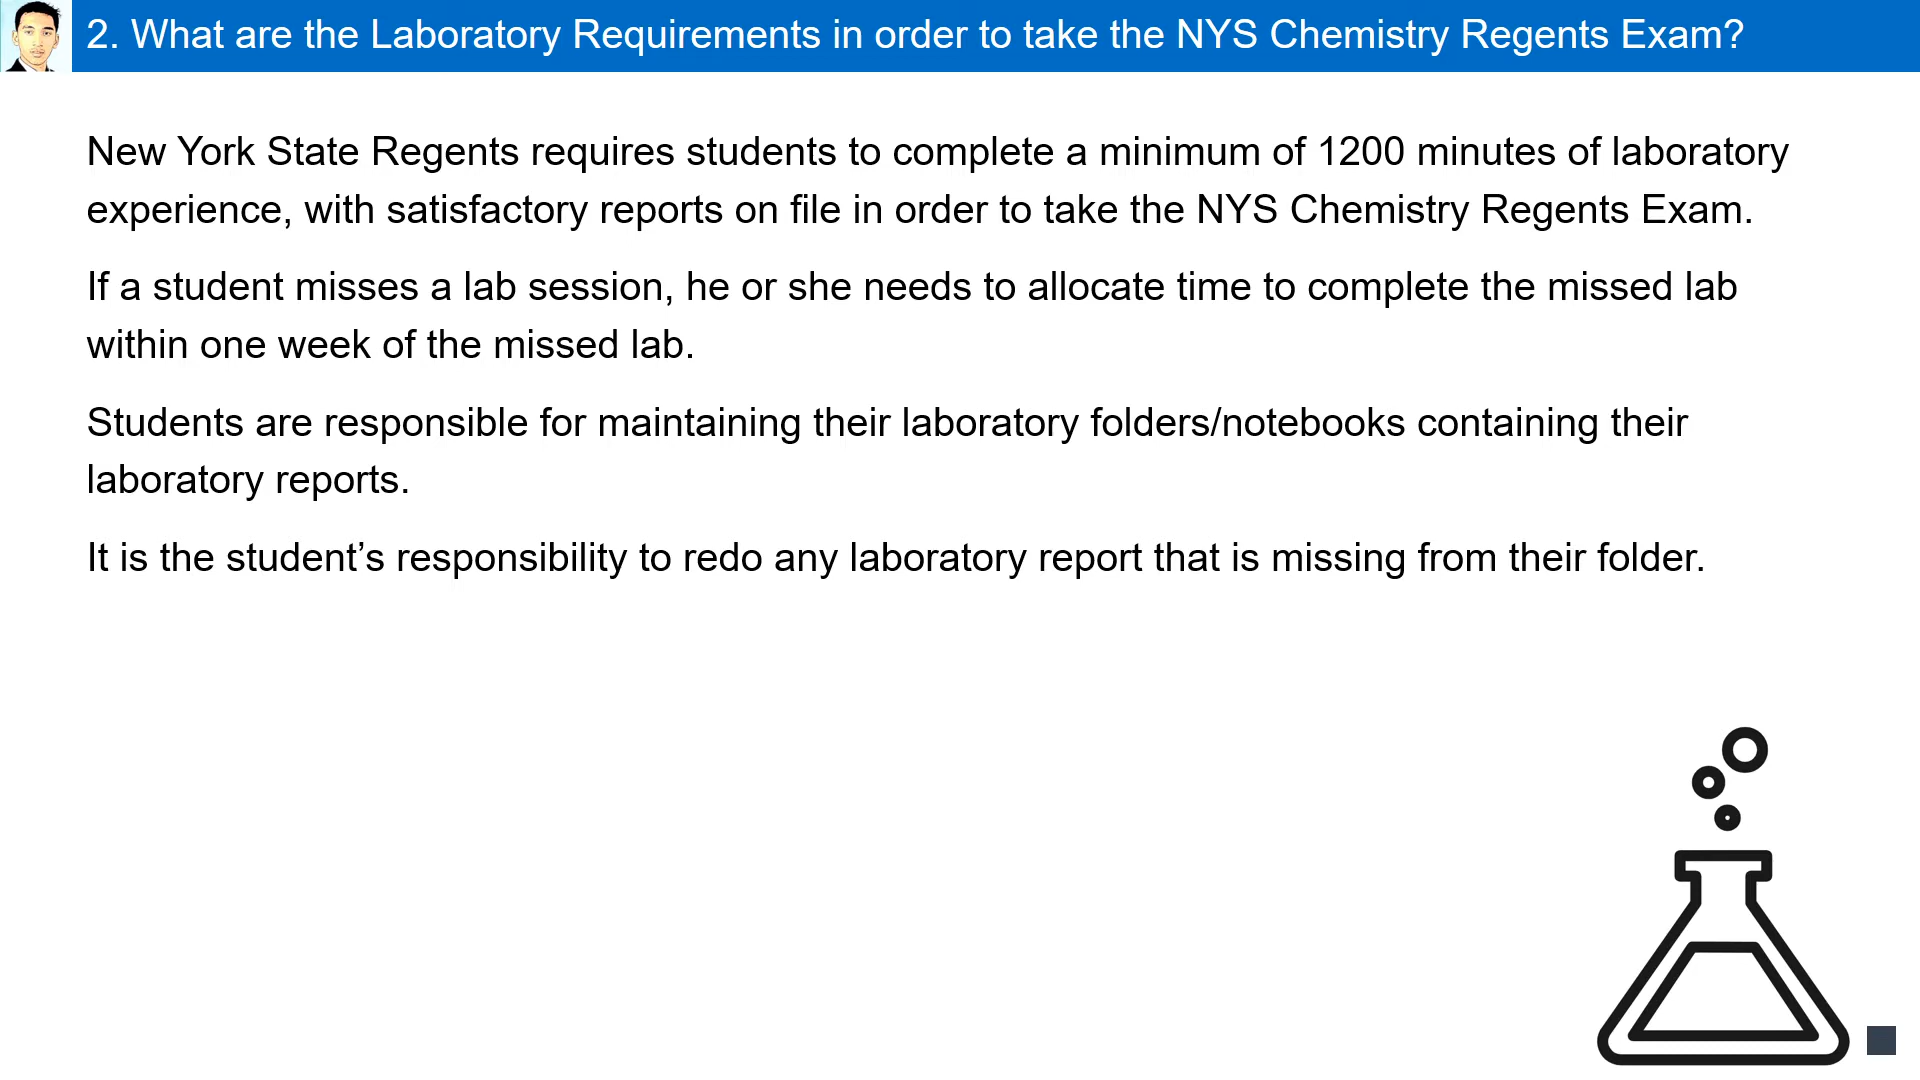 2. What are the Laboratory Requirements in order to take the NYS Chemistry Regents Exam?
New York State Regents requires students to complete a minimum of 1200 minutes of laboratory
experience, with satisfactory reports on file in order to take the NYS Chemistry Regents Exam.
If a student misses a lab session, he or she needs to allocate time to complete the missed lab
within one week of the missed lab.
Students are responsible for maintaining their laboratory folders/notebooks containing their
laboratory reports.
It is the student’s responsibility to redo any laboratory report that is missing from their folder.